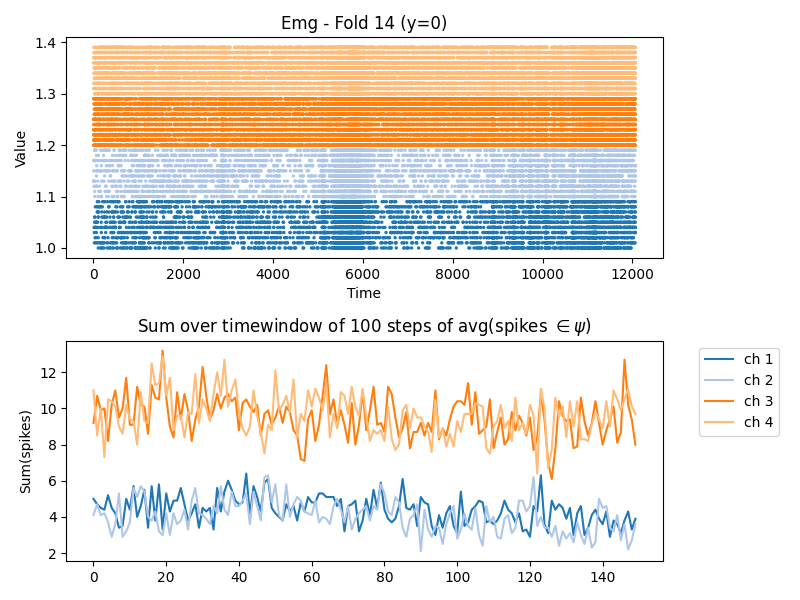 Emg - Fold 14 (y=0)
Value
1.4
1.3
1.2
1.1
1.0
0 2000 4000 6000 8000 10000 12000
Time
Sum over timewindow of 100 steps of avg(spikes ∈ ψ)
Sum(spikes)
12
10
8
6
4
2
0 20 40 60 80 100 120 140
ch 1
ch 2
ch 3
ch 4